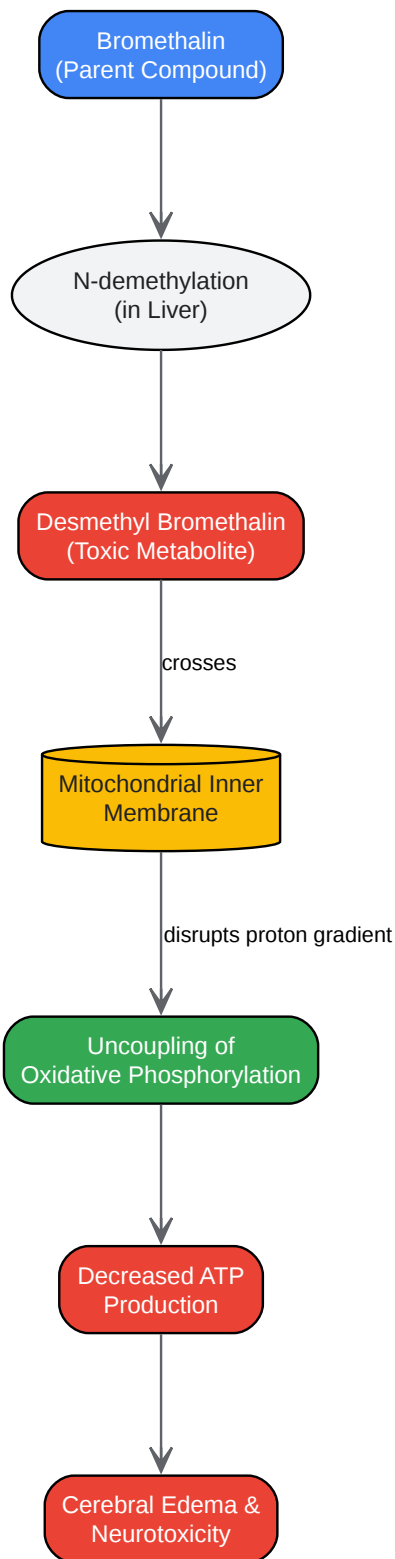 Bromethalin
(Parent Compound)
N-demethylation
(in Liver)
Desmethyl Bromethalin
(Toxic Metabolite)
crosses
Mitochondrial Inner
Membrane
disrupts proton gradient
Uncoupling of
Oxidative Phosphorylation
Decreased ATP
Production
Cerebral Edema &
Neurotoxicity